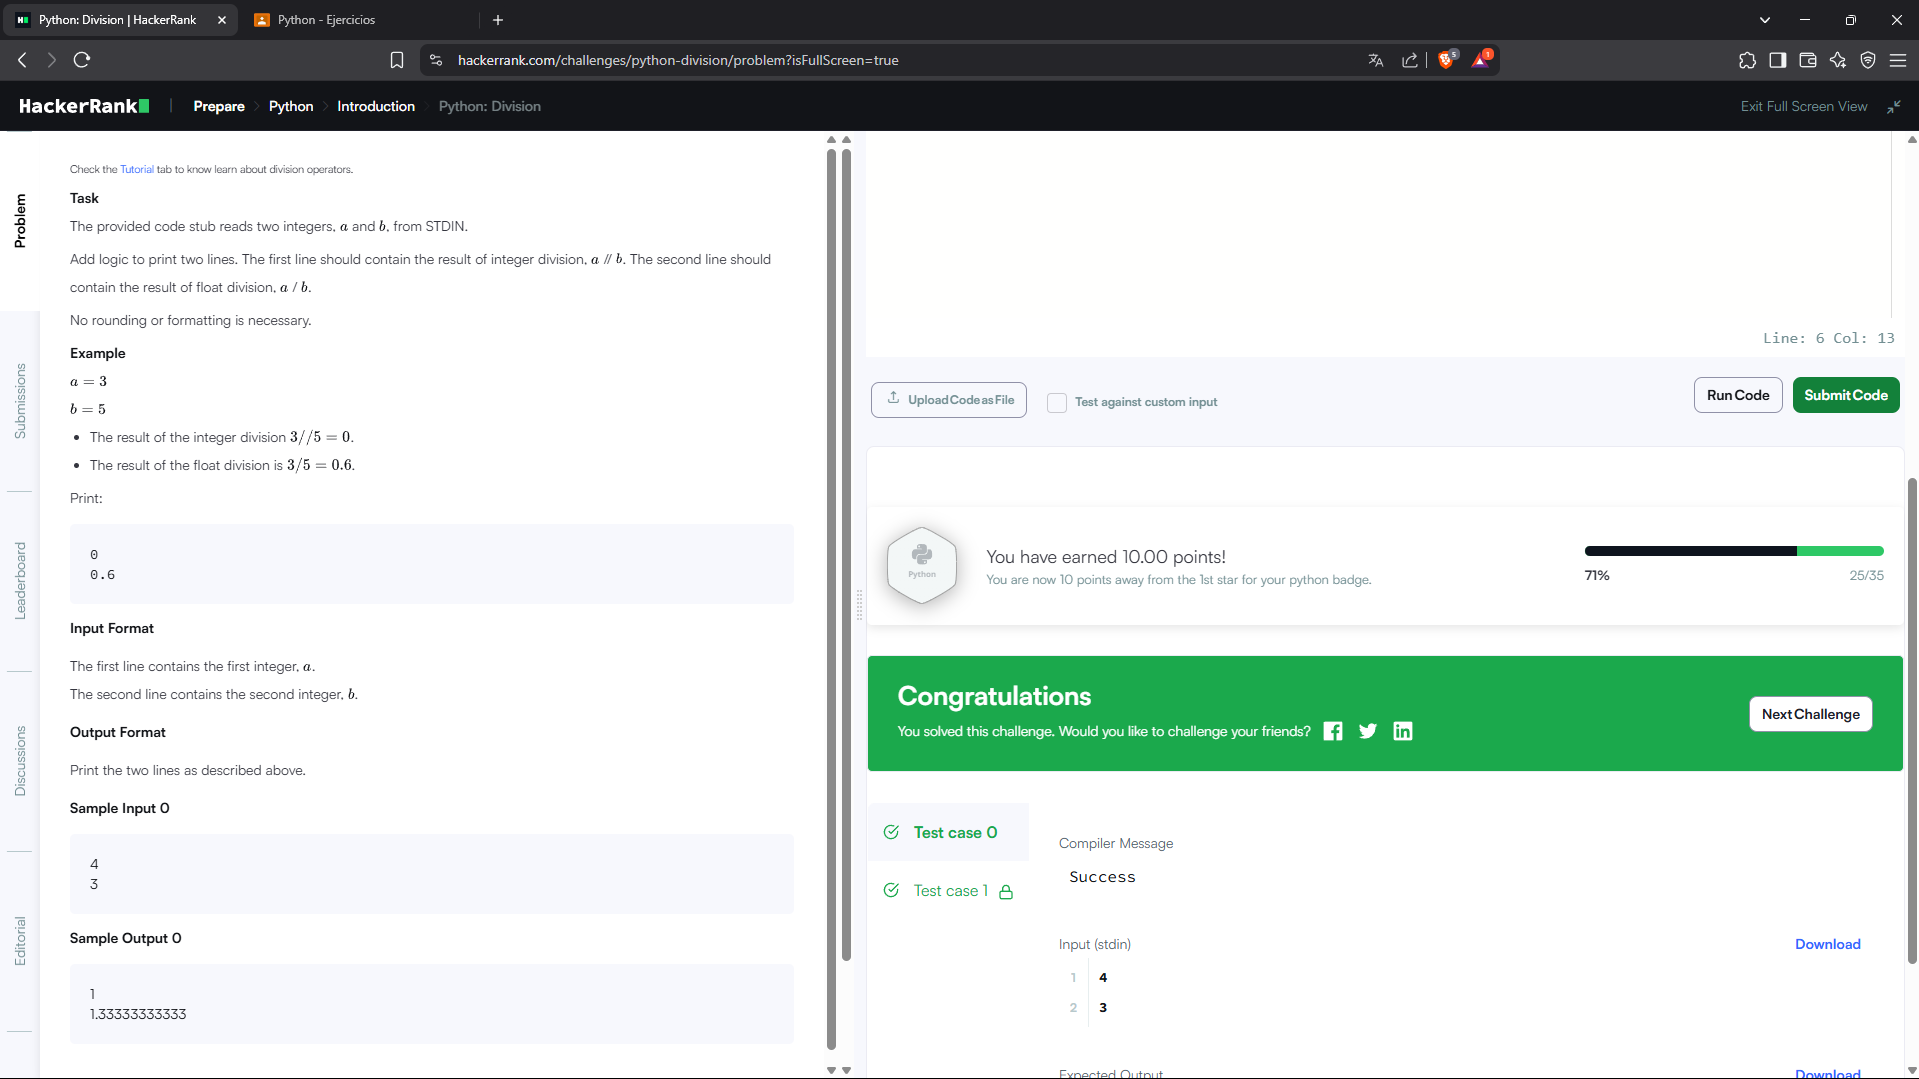 Python: Division | HackerRank
Python - Ejercicios
hackerrank.com/challenges/python-division/problem?isFullScreen=true
5
1
HackerRank
Prepare
Python
Introduction
Python: Division
Exit Full Screen View
Problem
Submissions
Leaderboard
Discussions
Editorial
Check the Tutorial tab to know learn about division operators.
Task
The provided code stub reads two integers, a and b, from STDIN.
Add logic to print two lines. The first line should contain the result of integer division, a // b. The second line should
contain the result of float division, a / b.
No rounding or formatting is necessary.
Example
a = 3
b = 5
• The result of the integer division 3//5 = 0.
• The result of the float division is 3/5 = 0.6.
Print:
0
0.6
Input Format
The first line contains the first integer, a.
The second line contains the second integer, b.
Output Format
Print the two lines as described above.
Sample Input 0
4
3
Sample Output 0
1
1.33333333333
Line: 6 Col: 13
Upload Code as File
Test against custom input
Run Code
Submit Code
Python
You have earned 10.00 points!
You are now 10 points away from the 1st star for your python badge.
71%
25/35
Congratulations
You solved this challenge. Would you like to challenge your friends?
Next Challenge
Test case 0
Test case 1
Compiler Message
Success
Input (stdin)
Download
1 4
2 3
Expected Output
Download